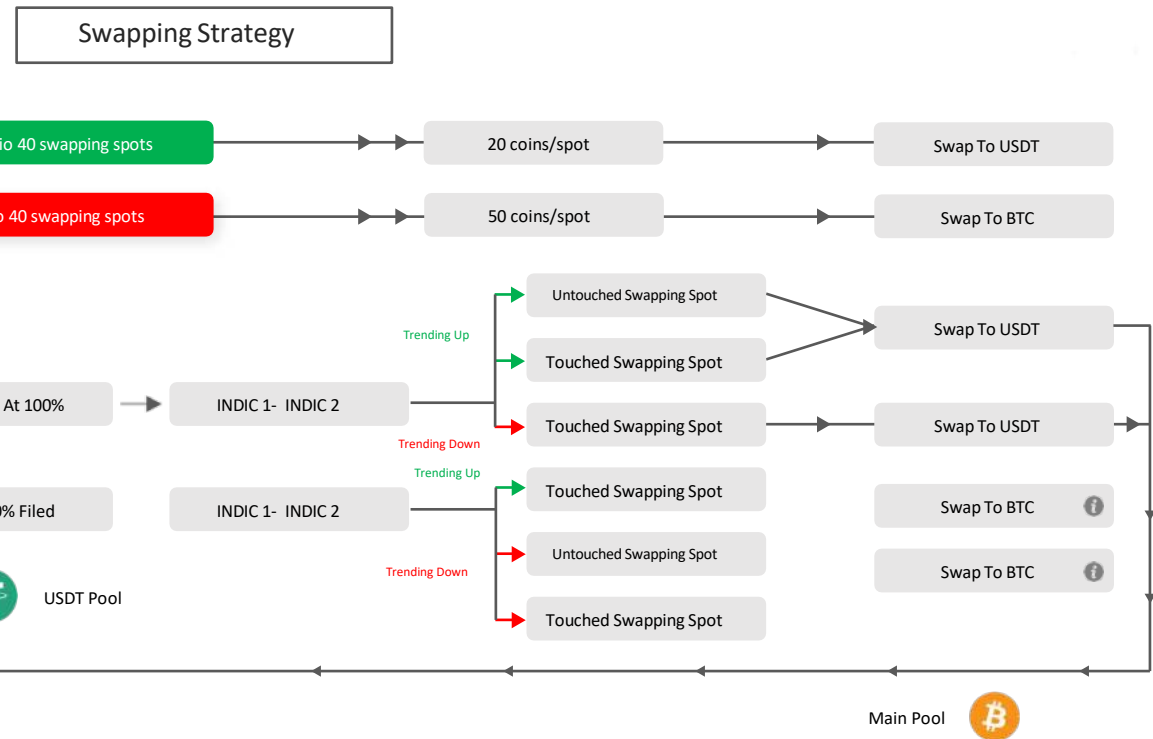 Swapping Strategy
io 40 swapping spots
20 coins/spot
Swap To USDT
40 swapping spots
50 coins/spot
Swap To BTC
Untouched Swapping Spot
Trending Up
Swap To USDT
Touched Swapping Spot
At 100%
INDIC 1- INDIC 2
Touched Swapping Spot
Swap To USDT
Trending Down
Trending Up
Touched Swapping Spot
0% Filed
INDIC 1- INDIC 2
Swap To BTC
Untouched Swapping Spot
Trending Down
Swap To BTC
USDT Pool
Touched Swapping Spot
Main Pool